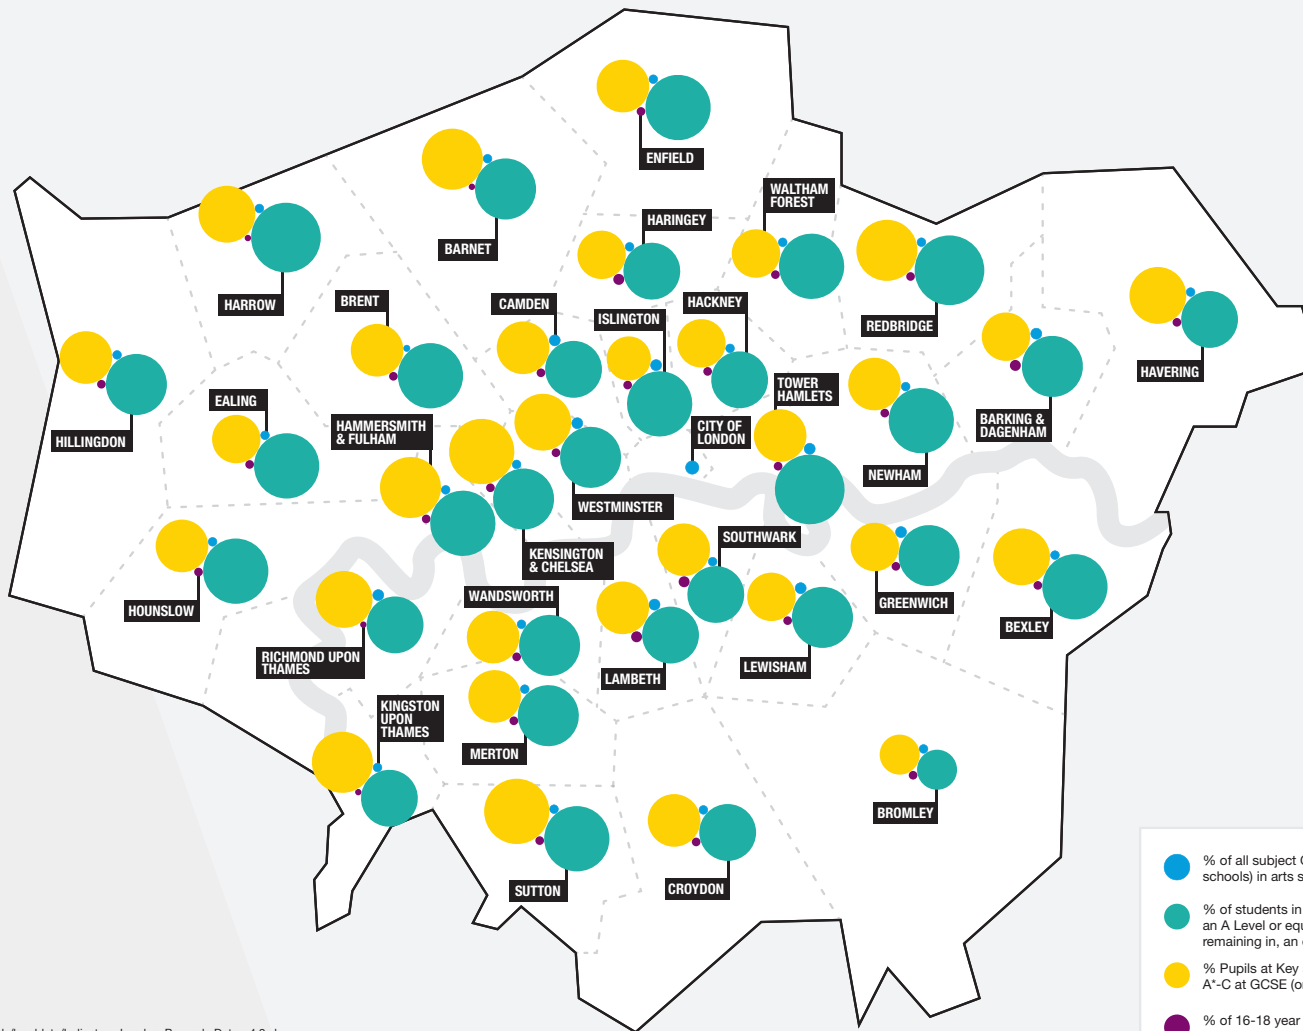 ENFIELD
WALTHAM
FOREST
HARINGEY
BARNET
HARROW
BRENT
CAMDEN
ISLINGTON
HACKNEY
REDBRIDGE
HAVERING
TOWER
HAMLETS
EALING
HAMMERSMITH
& FULHAM
CITY OF
LONDON
BARKING &
DAGENHAM
HILLINGDON
NEWHAM
WESTMINSTER
SOUTHWARK
KENSINGTON
& CHELSEA
WANDSWORTH
GREENWICH
HOUNSLOW
BEXLEY
RICHMOND UPON
THAMES
LAMBETH
LEWISHAM
KINGSTON
UPON
THAMES
MERTON
BROMLEY
SUTTON
CROYDON
% of all subject
schools) in arts
% of students in
an A Level or
remaining in, an
% Pupils at Key
A*-C at GCSE
% of 16-18 year